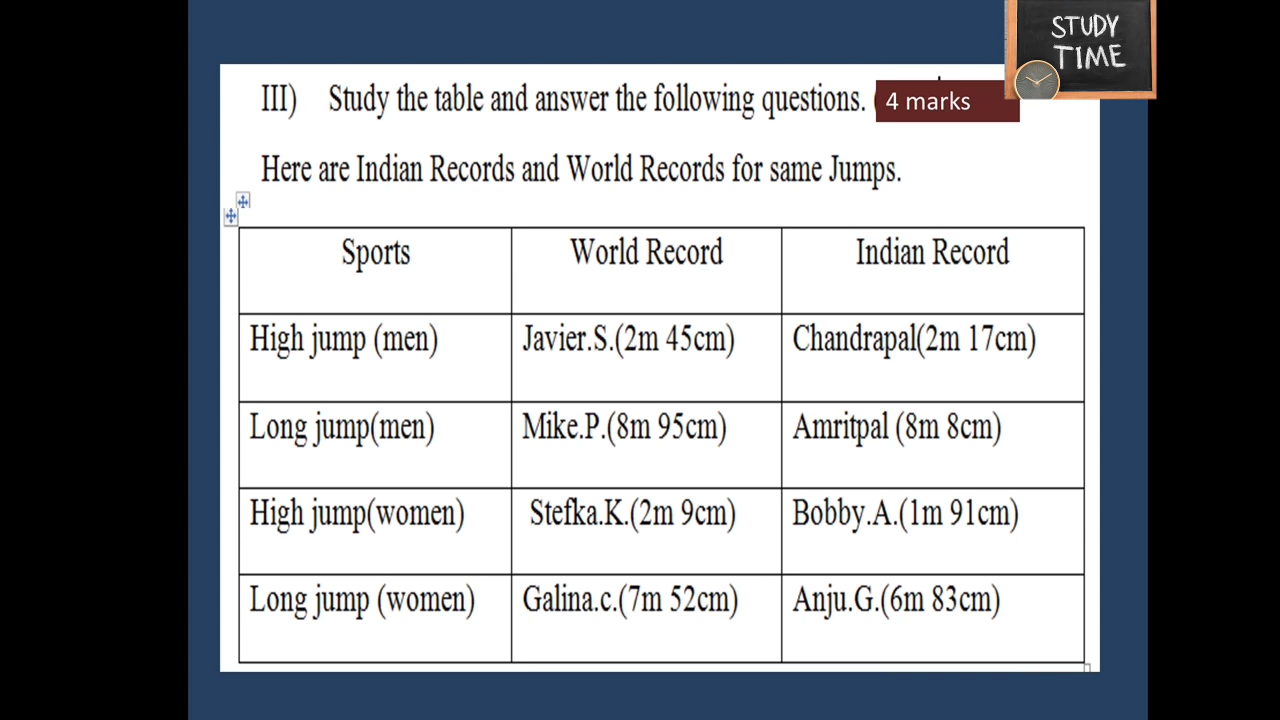 STUDY
TIME
III) Study the table and answer the following questions. 4 marks
Here are Indian Records and World Records for same Jumps.
Sports World Record Indian Record
High jump (men) Javier.S.(2m 45cm) Chandrapal(2m 17cm)
Long jump(men) Mike.P.(8m 95cm) Amritpal (8m 8cm)
High jump(women) Stefka.K.(2m 9cm) Bobby.A.(1m 91cm)
Long jump (women) Galina.c.(7m 52cm) Anju.G.(6m 83cm)